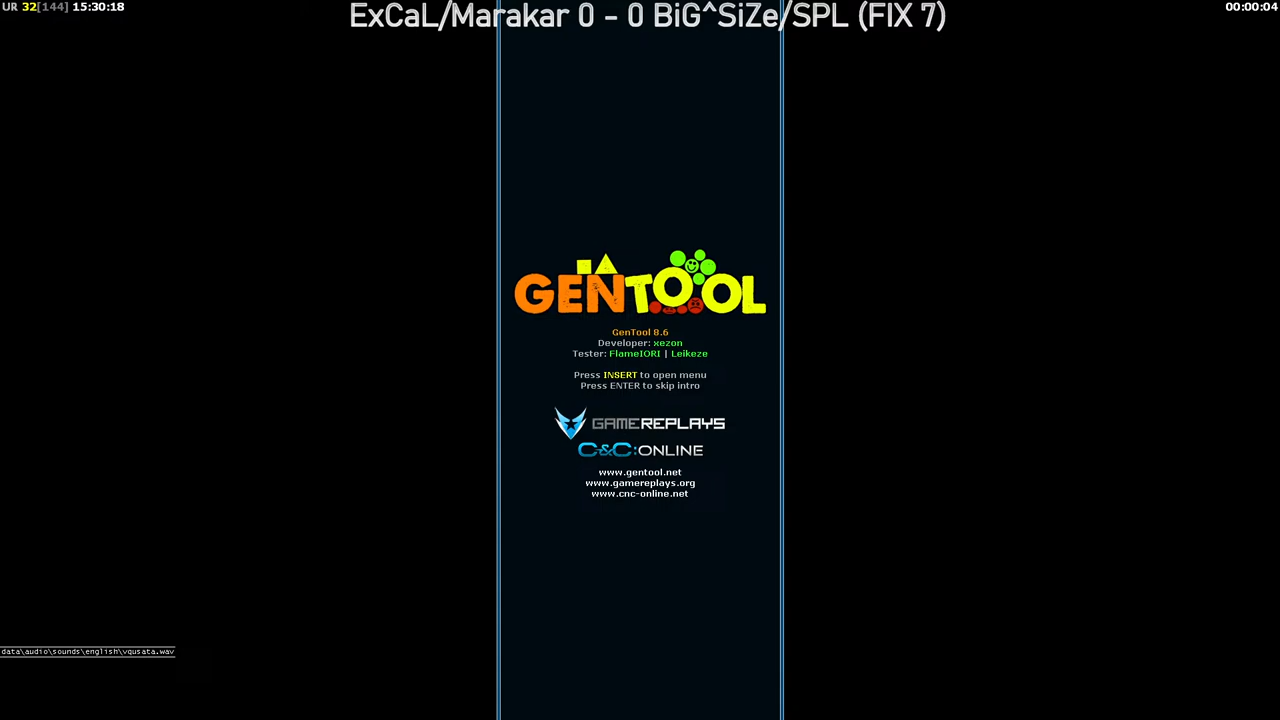 UR 32[144] 15:30:18
ExCaL/Marakar 0 - 0 BiG^SiZe/SPL (FIX 7)
00:00:04
GENTOOL
GenTool 8.6
Developer: xezon
Tester: FlameIORI | Leikeze
Press INSERT to open menu
Press ENTER to skip intro
GAMEREPLAYS
C&C:ONLINE
www.gentool.net
www.gamereplays.org
www.cnc-online.net
data\audio\sounds\english\vqusata.wav